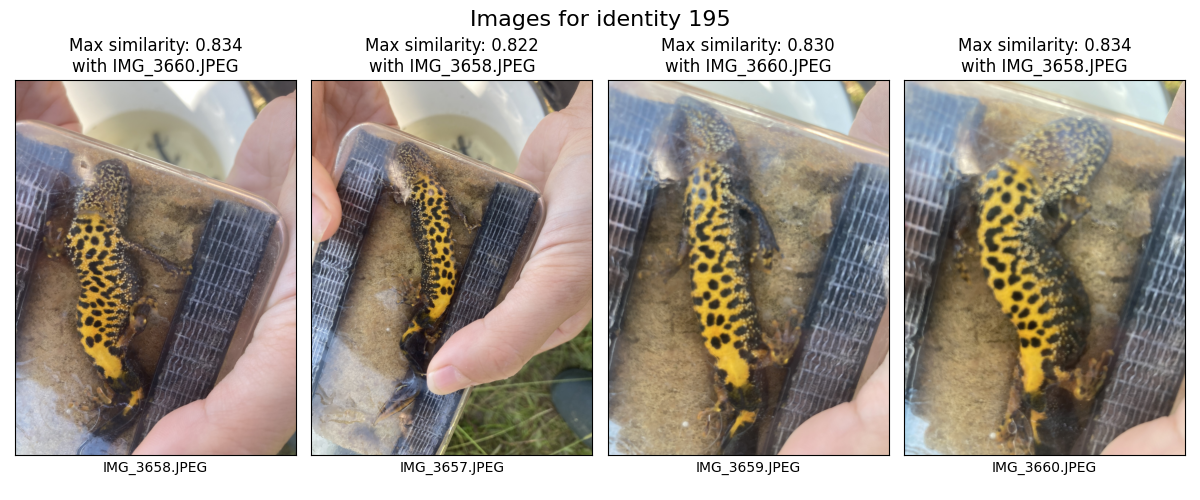 Images for identity 195
Max similarity: 0.834
with IMG_3660.JPEG
Max similarity: 0.822
with IMG_3658.JPEG
Max similarity: 0.830
with IMG_3660.JPEG
Max similarity: 0.834
with IMG_3658.JPEG
IMG_3658.JPEG
IMG_3657.JPEG
IMG_3659.JPEG
IMG_3660.JPEG